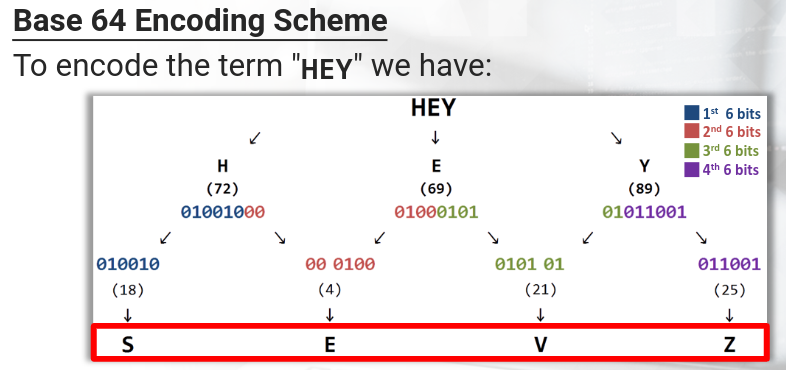 Base 64 Encoding Scheme
To encode the term "HEY" we have:
HEY
1st 6 bits
2nd 6 bits
3rd 6 bits
4th 6 bits
H E Y
(72) (69) (89)
01001000 01000101 01011001
010010 00 0100 0101 01 011001
(18) (4) (21) (25)
S E V Z